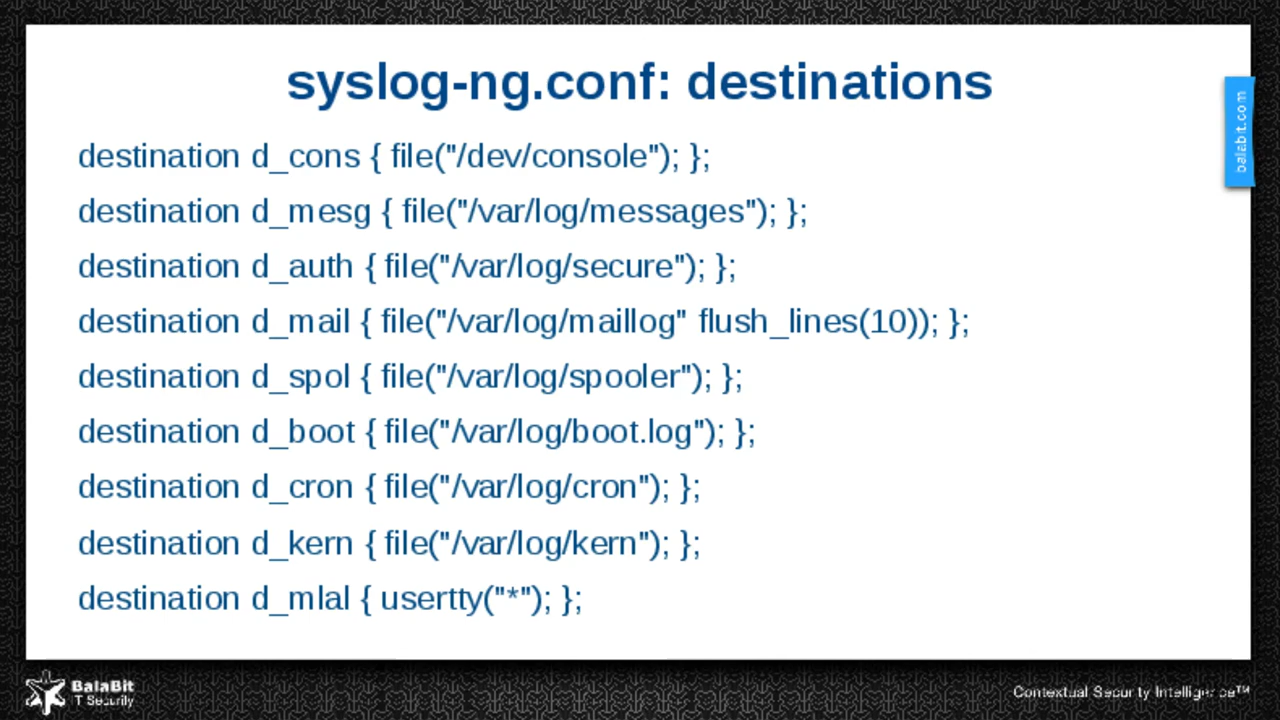 syslog-ng.conf: destinations
balabit.com
destination d_cons { file("/dev/console"); };
destination d_mesg { file("/var/log/messages"); };
destination d_auth { file("/var/log/secure"); };
destination d_mail { file("/var/log/maillog" flush_lines(10)); };
destination d_spol { file("/var/log/spooler"); };
destination d_boot { file("/var/log/boot.log"); };
destination d_cron { file("/var/log/cron"); };
destination d_kern { file("/var/log/kern"); };
destination d_mlal { usertty("*"); };
BalaBit
IT Security
Contextual Security Intelligence™